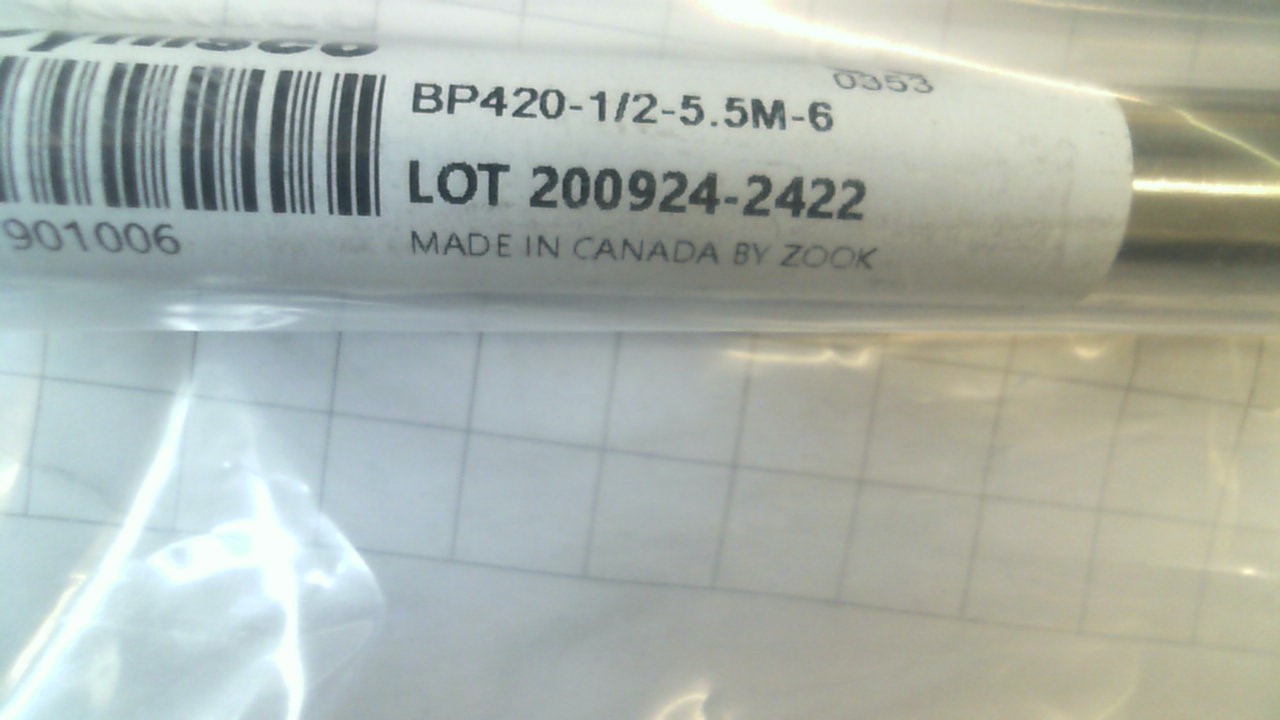 0353
BP420-1/2-5.5M-6
LOT 200924-2422
MADE IN CANADA BY ZOOK
901006